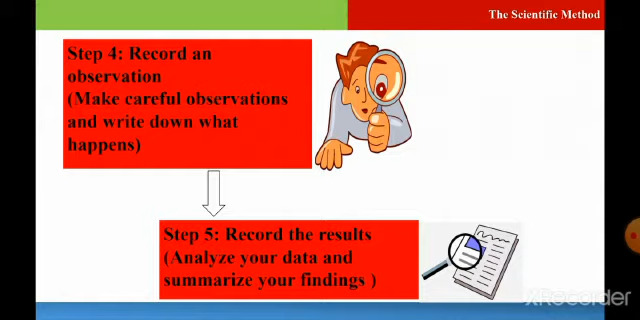 The Scientific Method
Step 4: Record an
observation
(Make careful observations
and write down what
happens)
Step 5: Record the results
(Analyze your data and
summarize your findings )
XRecorder